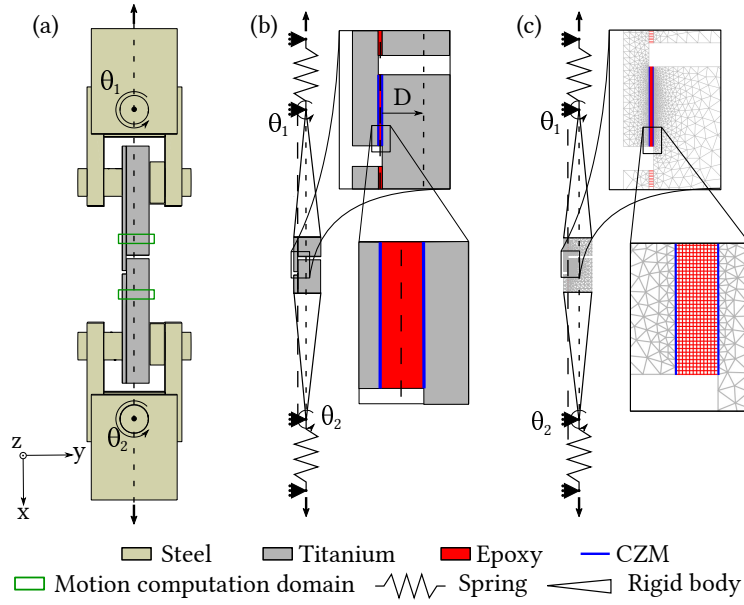 (a)
(b)
(c)
θ1
θ1
θ1
D
θ2
θ2
θ2
z
y
x
Steel
Titanium
Epoxy
CZM
Motion computation domain
Spring
Rigid body